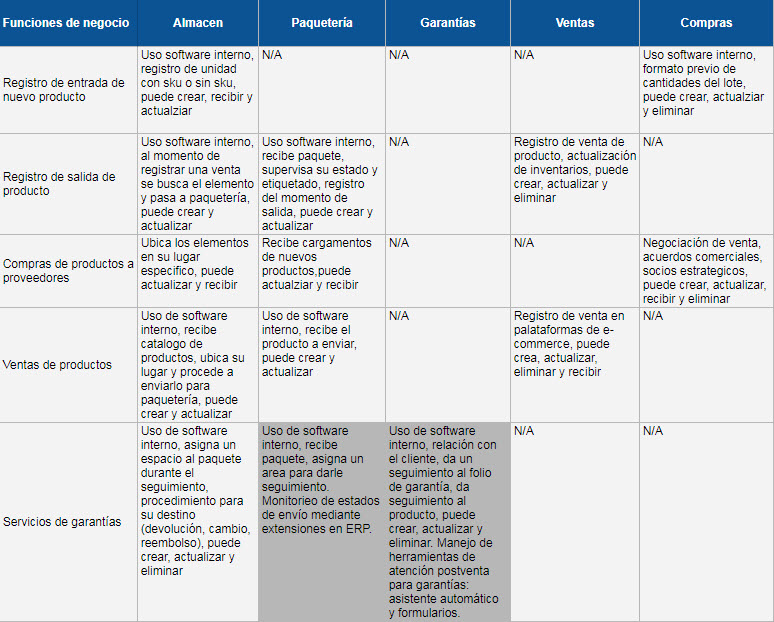 Funciones de negocio
Almacen
Paquetería
Garantías
Ventas
Compras
Registro de entrada de
nuevo producto
Uso software interno,
registro de unidad
con sku o sin sku,
puede crear, recibir y
actualziar
N/A
N/A
N/A
Uso software interno,
formato previo de
cantidades del lote,
puede crear, actualziar
y eliminar
Registro de salida de
producto
Uso software interno,
al momento de
registrar una venta
se busca el elemento
y pasa a paquetería,
puede crear y
actualizar
Uso software interno,
recibe paquete,
supervisa su estado y
etiquetado, registro
del momento de
salida, puede crear y
actualizar
N/A
Registro de venta de
producto, actualización
de inventarios, puede
crear, actualizar y
eliminar
N/A
Compras de productos a
proveedores
Ubica los elementos
en su lugar
especifico, puede
actualizar y recibir
Recibe cargamentos
de nuevos
productos,puede
actualziar y recibir
N/A
N/A
Negociación de venta,
acuerdos comerciales,
socios estrategicos,
puede crear, actualizar,
recibir y eliminar
Ventas de productos
Uso de software
interno, recibe
catalogo de
productos, ubica su
lugar y procede a
enviarlo para
paquetería, puede
crear y actualizar
Uso de software
interno, recibe el
producto a enviar,
puede crear y
actualizar
N/A
Registro de venta en
palataformas de e-
commerce, puede
crea, actualizar,
eliminar y recibir
N/A
Servicios de garantías
Uso de software
interno, asigna un
espacio al paquete
durante el
seguimiento,
procedimiento para
su destino
(devolución, cambio,
reembolso), puede
crear, actualizar y
eliminar
Uso de software
interno, recibe
paquete, asigna un
area para darle
seguimiento.
Monitorieo de estados
de envío mediante
extensiones en ERP.
Uso de software
interno, relación con
el cliente, da un
seguimiento al folio
de garantía, da
seguimiento al
producto, puede
crear, actualizar y
eliminar. Manejo de
herramientas de
atención postventa
para garantías:
asistente automático
y formularios.
N/A
N/A